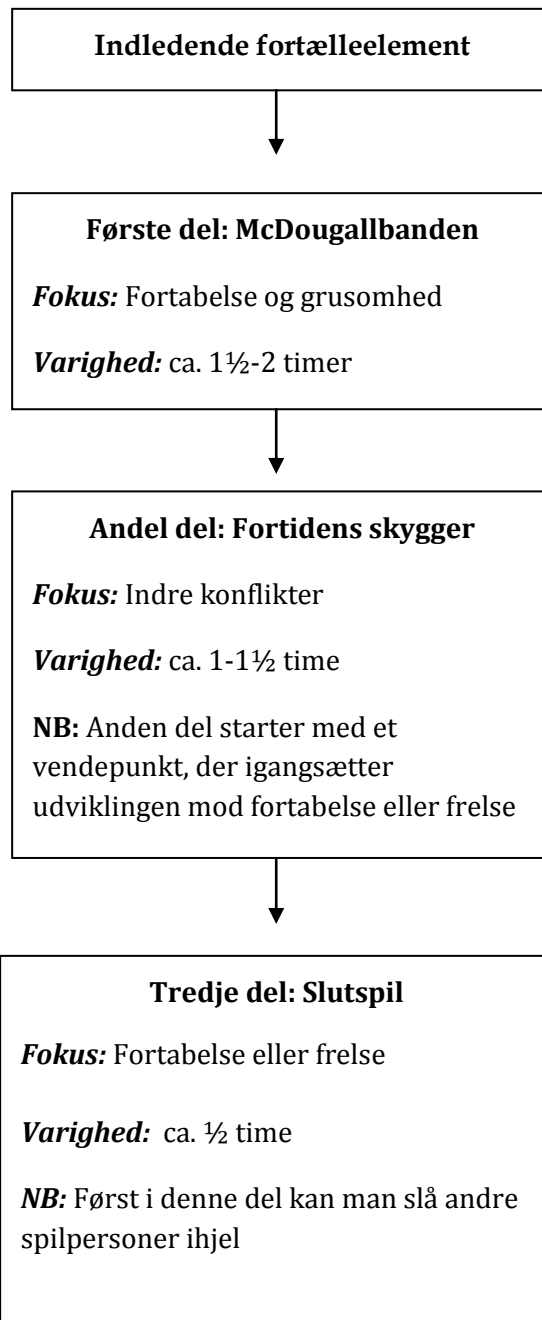 Indledende fortælleelement
Første del: McDougallbanden
Fokus: Fortabelse og grusomhed
Varighed: ca. 1½-2 timer
Andel del: Fortidens skygger
Fokus: Indre konflikter
Varighed: ca. 1-1½ time
NB: Anden del starter med et
vendepunkt, der igangsætter
udviklingen mod fortabelse eller frelse
Tredje del: Slutspil
Fokus: Fortabelse eller frelse
Varighed: ca. ½ time
NB: Først i denne del kan man slå andre
spilpersoner ihjel